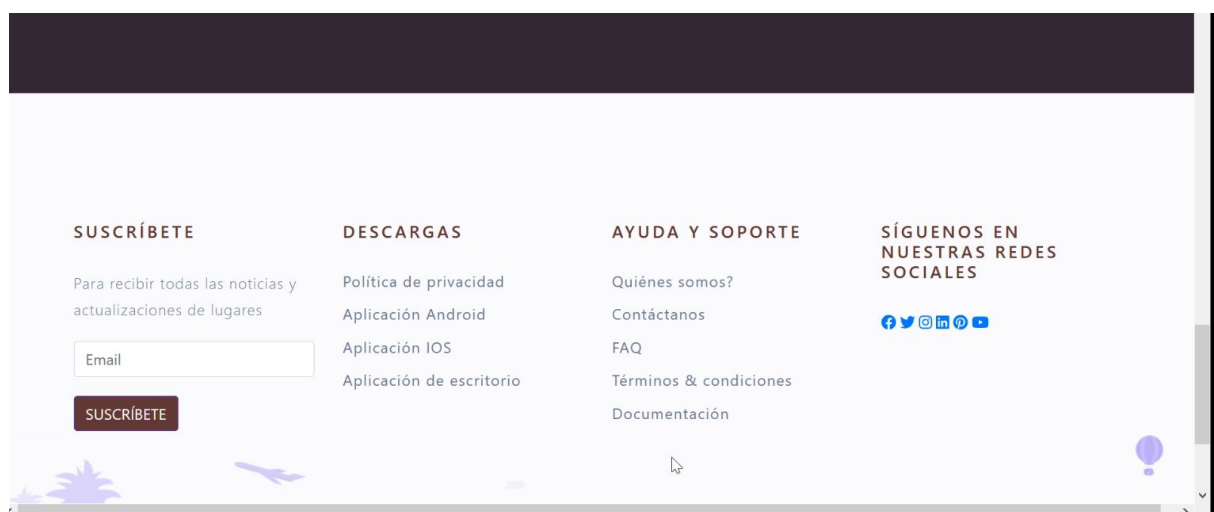 SUSCRÍBETE
Para recibir todas las noticias y
actualizaciones de lugares
Email
SUSCRÍBETE
DESCARGAS
Política de privacidad
Aplicación Android
Aplicación IOS
Aplicación de escritorio
AYUDA Y SOPORTE
Quiénes somos?
Contáctanos
FAQ
Términos & condiciones
Documentación
SÍGUENOS EN
NUESTRAS REDES
SOCIALES